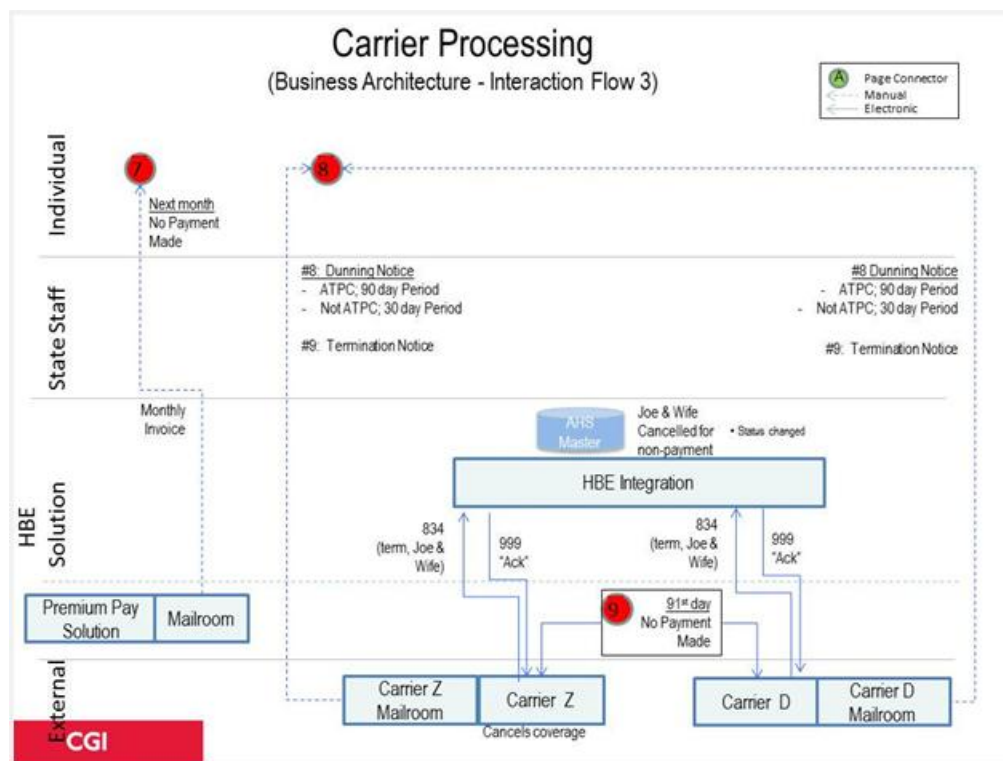 Carrier Processing
(Business Architecture - Interaction Flow 3)
A Page Connector
Manual
Electronic
Individual
7
8
Next month
No Payment
Made
State Staff
#8: Dunning Notice
- ATPC; 90 day Period
- Not ATPC; 30 day Period
#9: Termination Notice
#8 Dunning Notice
- ATPC; 90 day Period
- Not ATPC; 30 day Period
#9: Termination Notice
HBE
Solution
Monthly
Invoice
AHS
Master
Joe & Wife
Cancelled for
non-payment
• Status changed
HBE Integration
834
(term, Joe &
Wife)
999
"Ack"
834
(term, Joe &
Wife)
999
"Ack"
Premium Pay
Solution
Mailroom
9
91st day
No Payment
Made
External
Carrier Z
Mailroom
Carrier Z
Cancels coverage
Carrier D
Carrier D
Mailroom
CGI